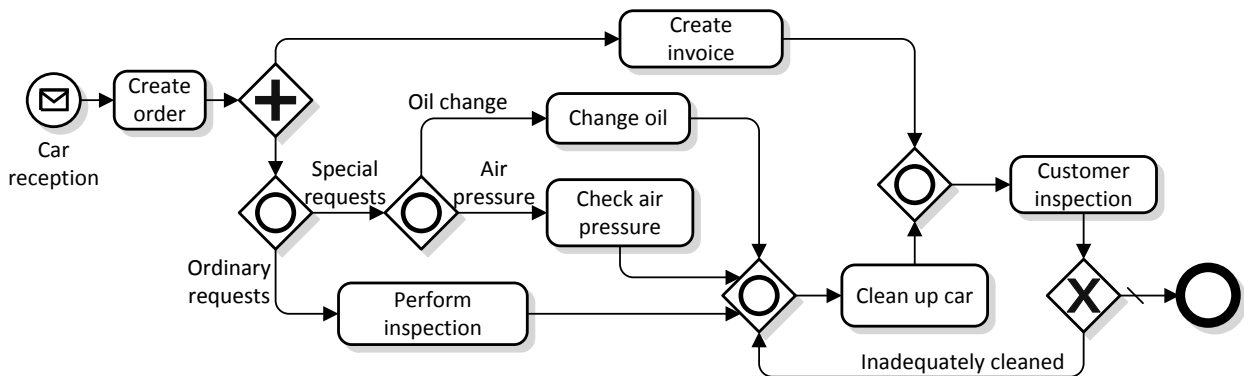 Create
invoice
Create
order
Car
reception
Oil change
Change oil
Special
requests
Air
pressure
Check air
pressure
Customer
inspection
Ordinary
requests
Perform
inspection
Clean up car
Inadequately cleaned